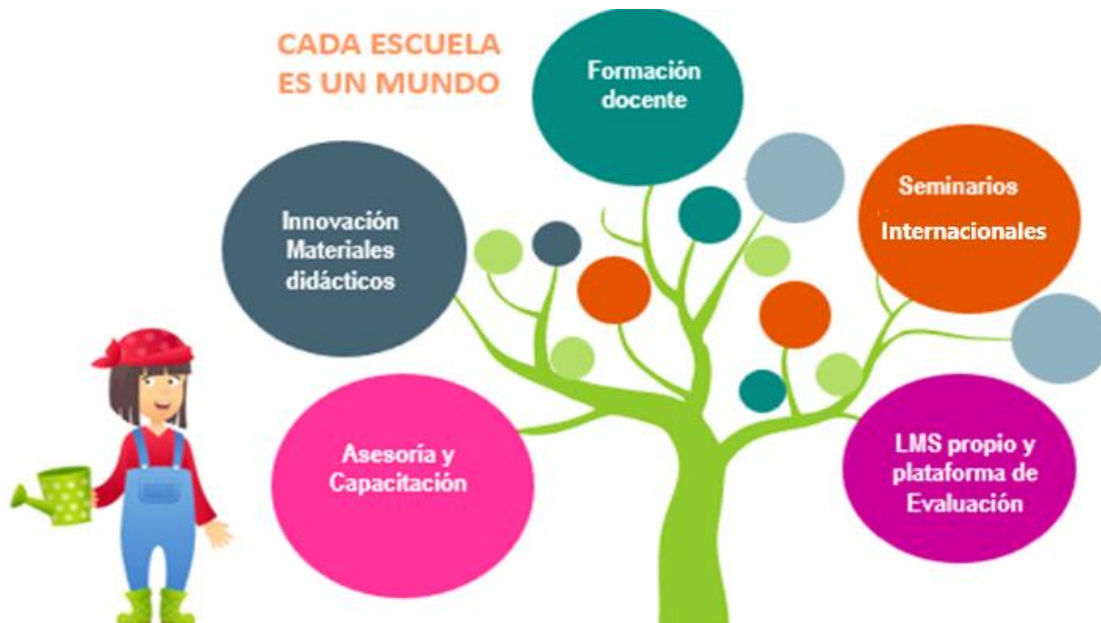 CADA ESCUELA
ES UN MUNDO
Formación
docente
Innovación
Materiales
didácticos
Seminarios
Internacionales
Asesoría y
Capacitación
LMS propio y
plataforma de
Evaluación